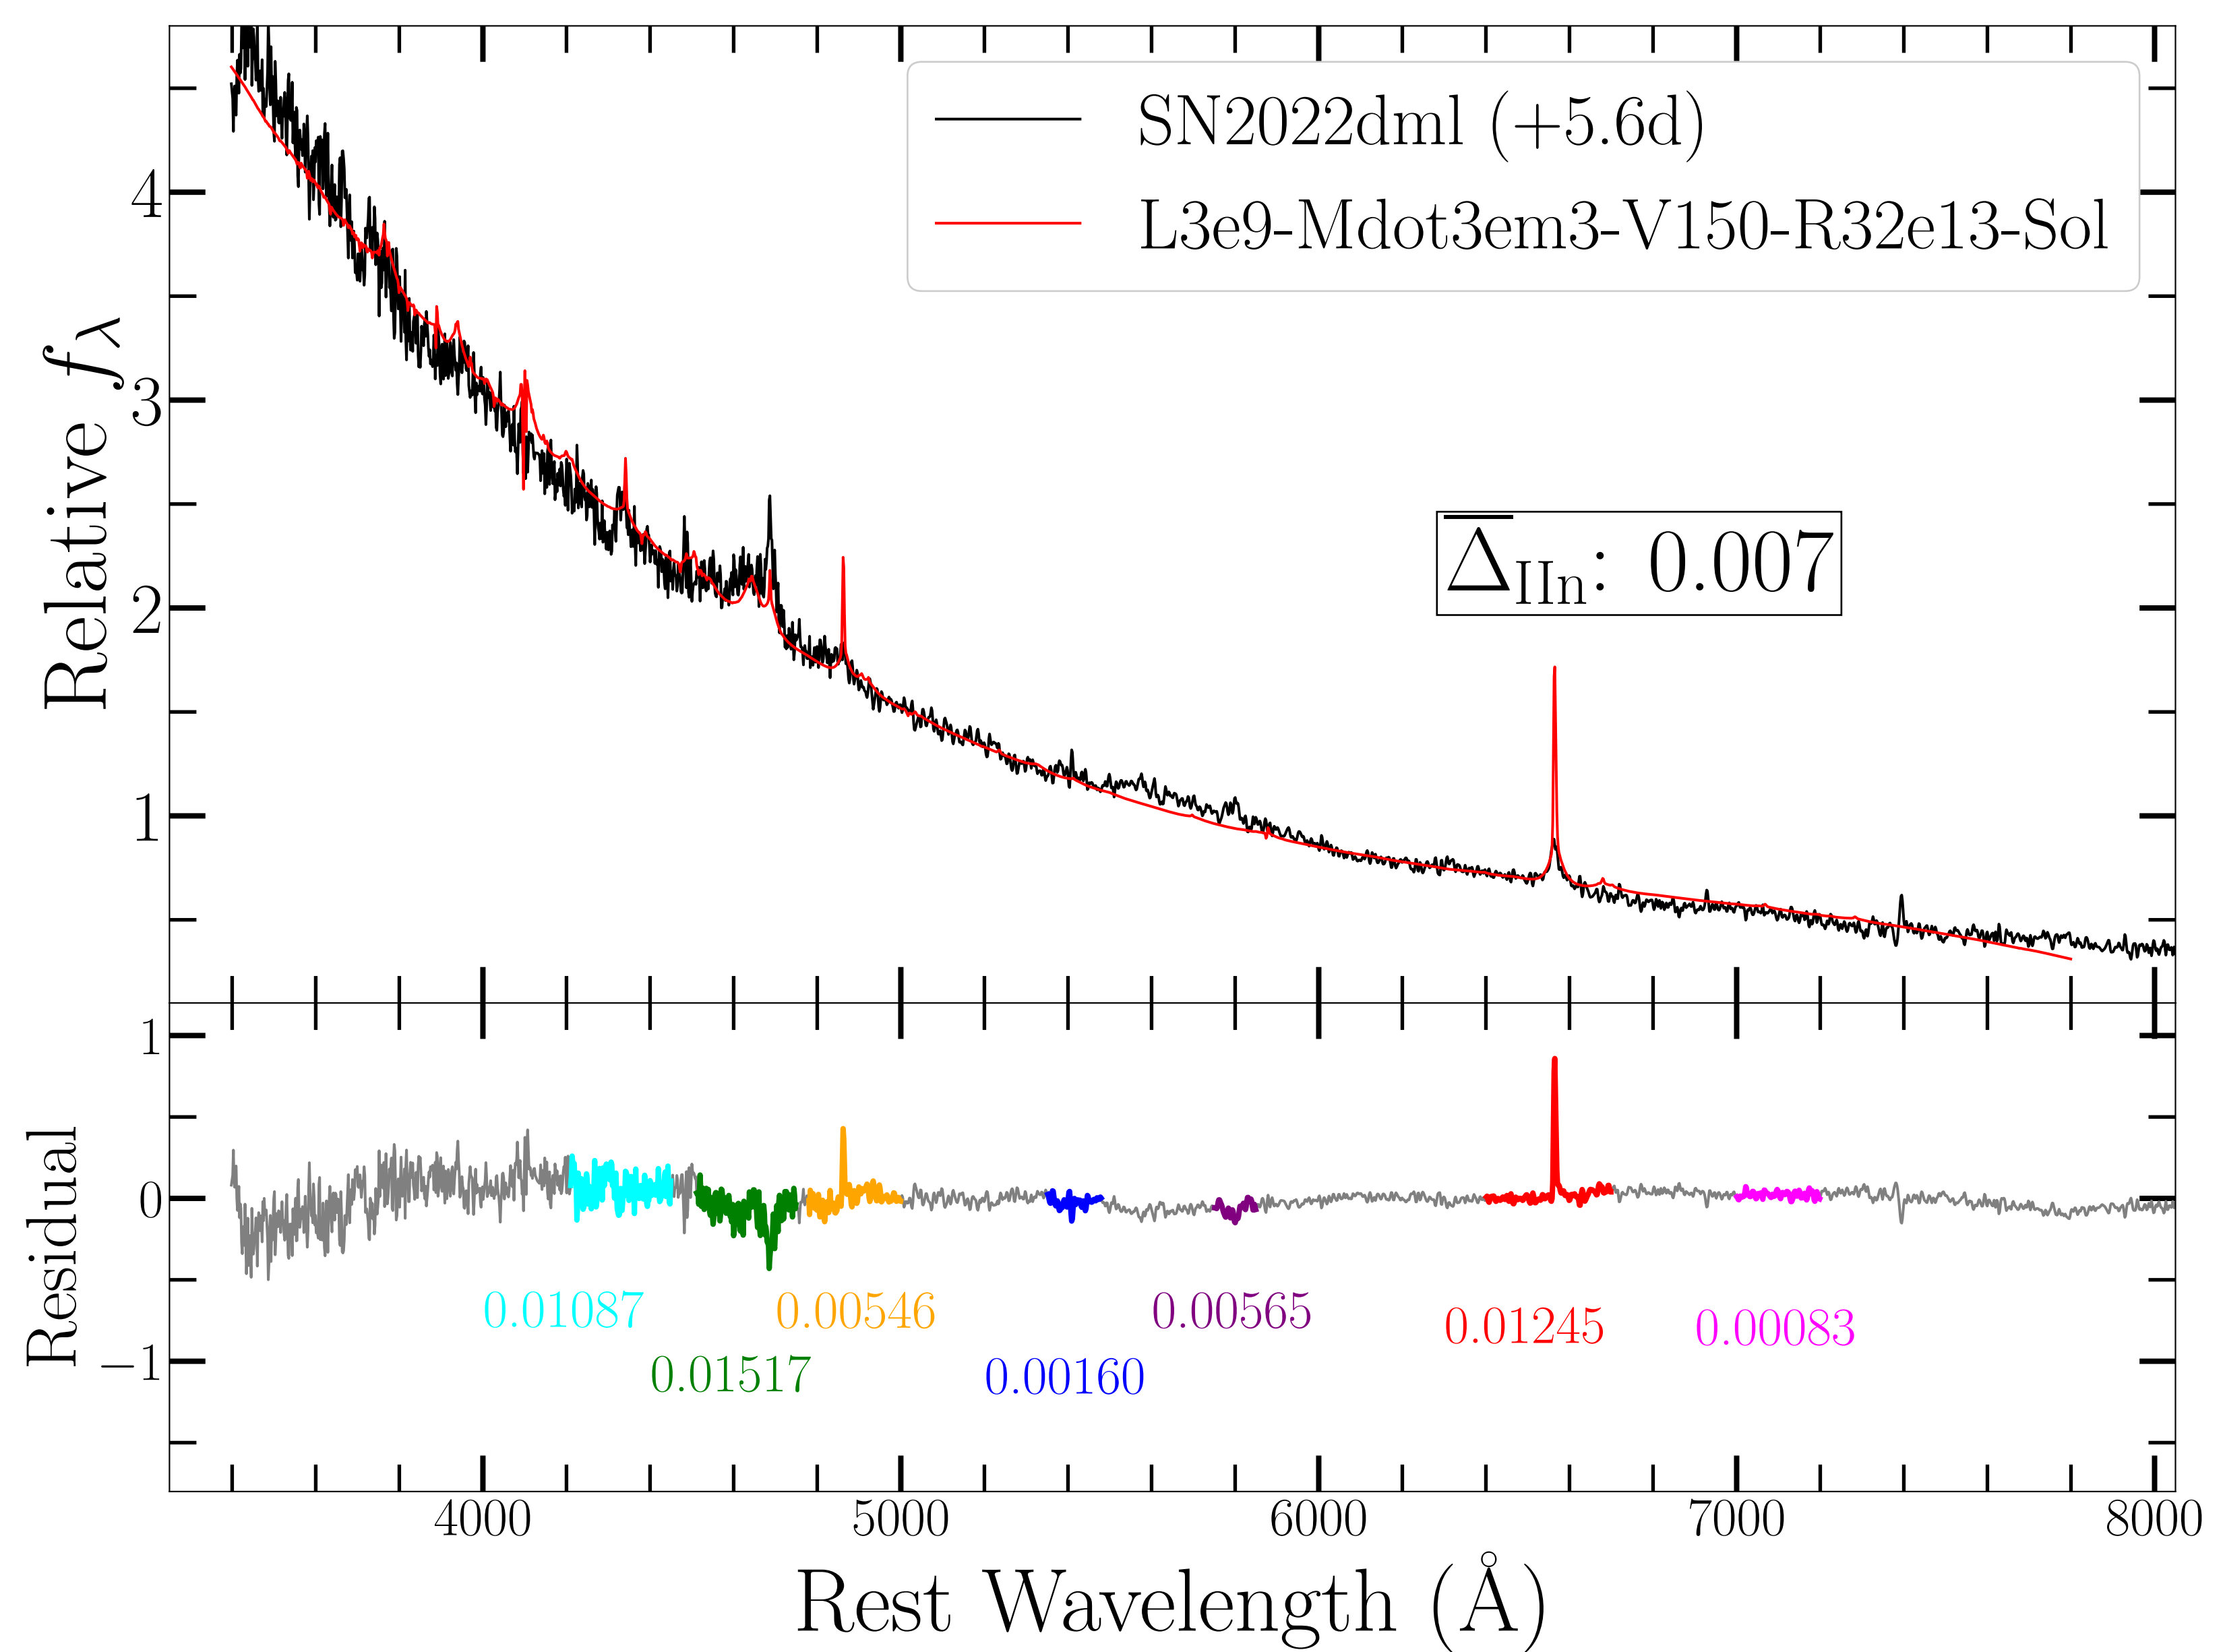 SN2022dml (+5.6d)
L3e9-Mdot3em3-V150-R32e13-Sol
Relative fλ
4
3
2
1
Δ̅IIn: 0.007
Residual
1
0
−1
0.01087
0.00546
0.00565
0.01245
0.00083
0.01517
0.00160
4000 5000 6000 7000 8000
Rest Wavelength (Å)